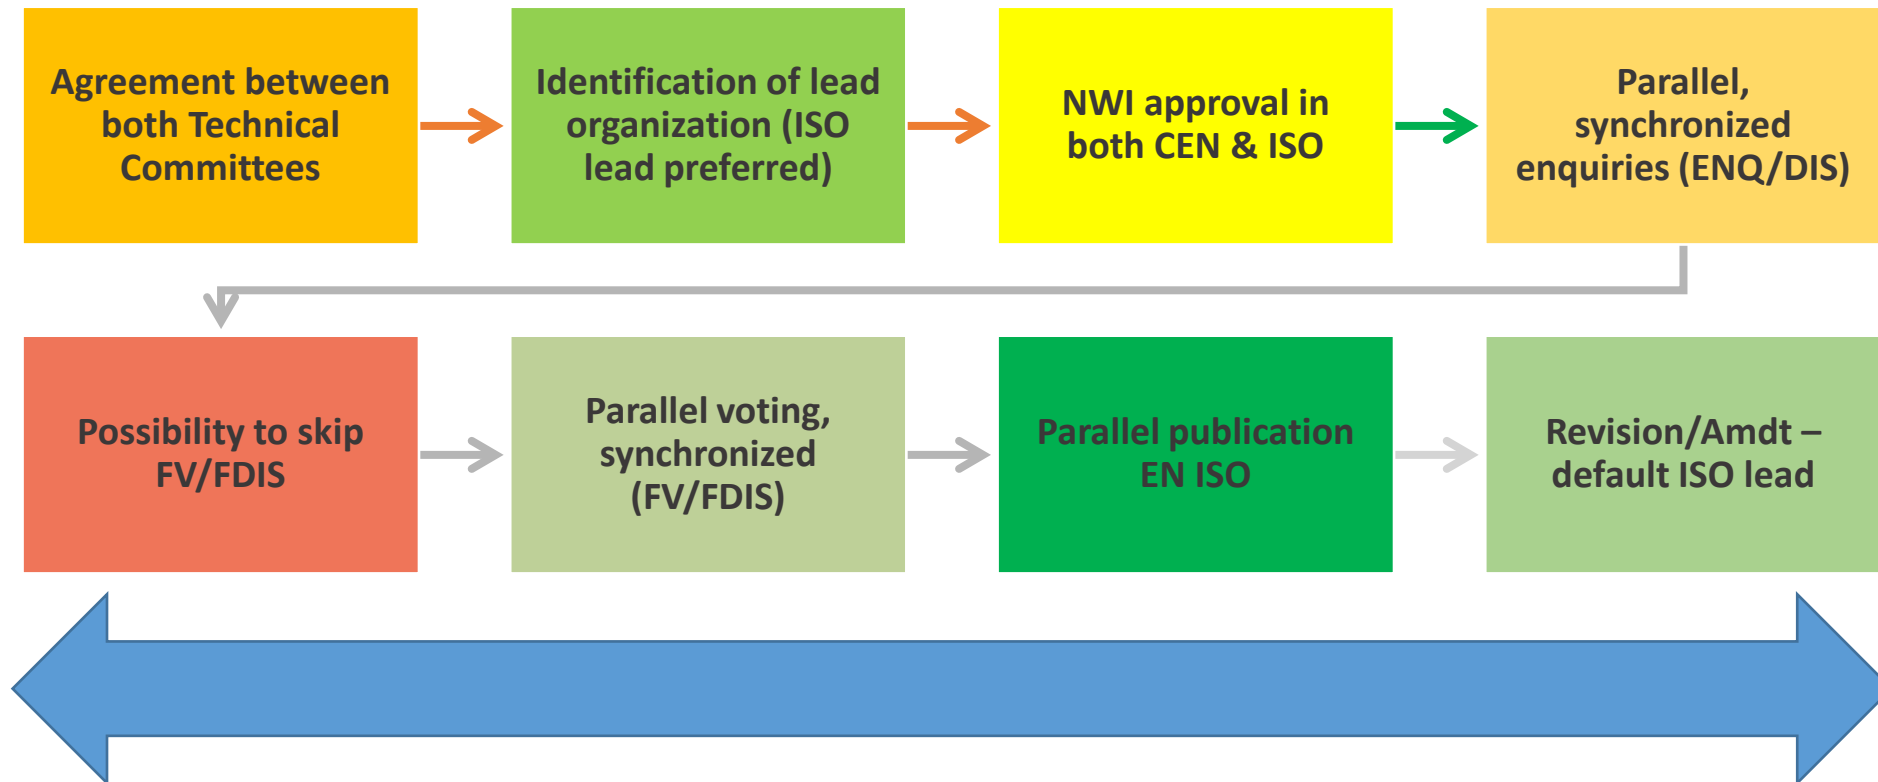 Agreement between
both Technical
Committees
Identification of lead
organization (ISO
lead preferred)
NWI approval in
both CEN & ISO
Parallel,
synchronized
enquiries (ENQ/DIS)
Possibility to skip
FV/FDIS
Parallel voting,
synchronized
(FV/FDIS)
Parallel publication
EN ISO
Revision/Amdt –
default ISO lead